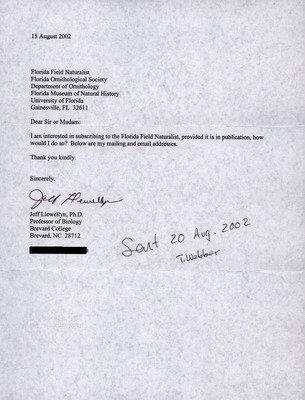 15 August 2002
Florida Field Naturalist
Florida Ornithological Society
Department of Ornithology
Florida Museum of Natural History
University of Florida
Gainesville, FL 32611
Dear Sir or Madam:
I am interested in subscribing to the Florida Field Naturalist, provided it is in publication, how
would I do so? Below are my mailing and email addresses.
Thank you kindly.
Sincerely,
Jeff Llewellyn
Jeff Llewellyn, Ph.D.
Professor of Biology
Brevard College
Brevard, NC 28712
Sent 20 Aug. 2002
T. Webber